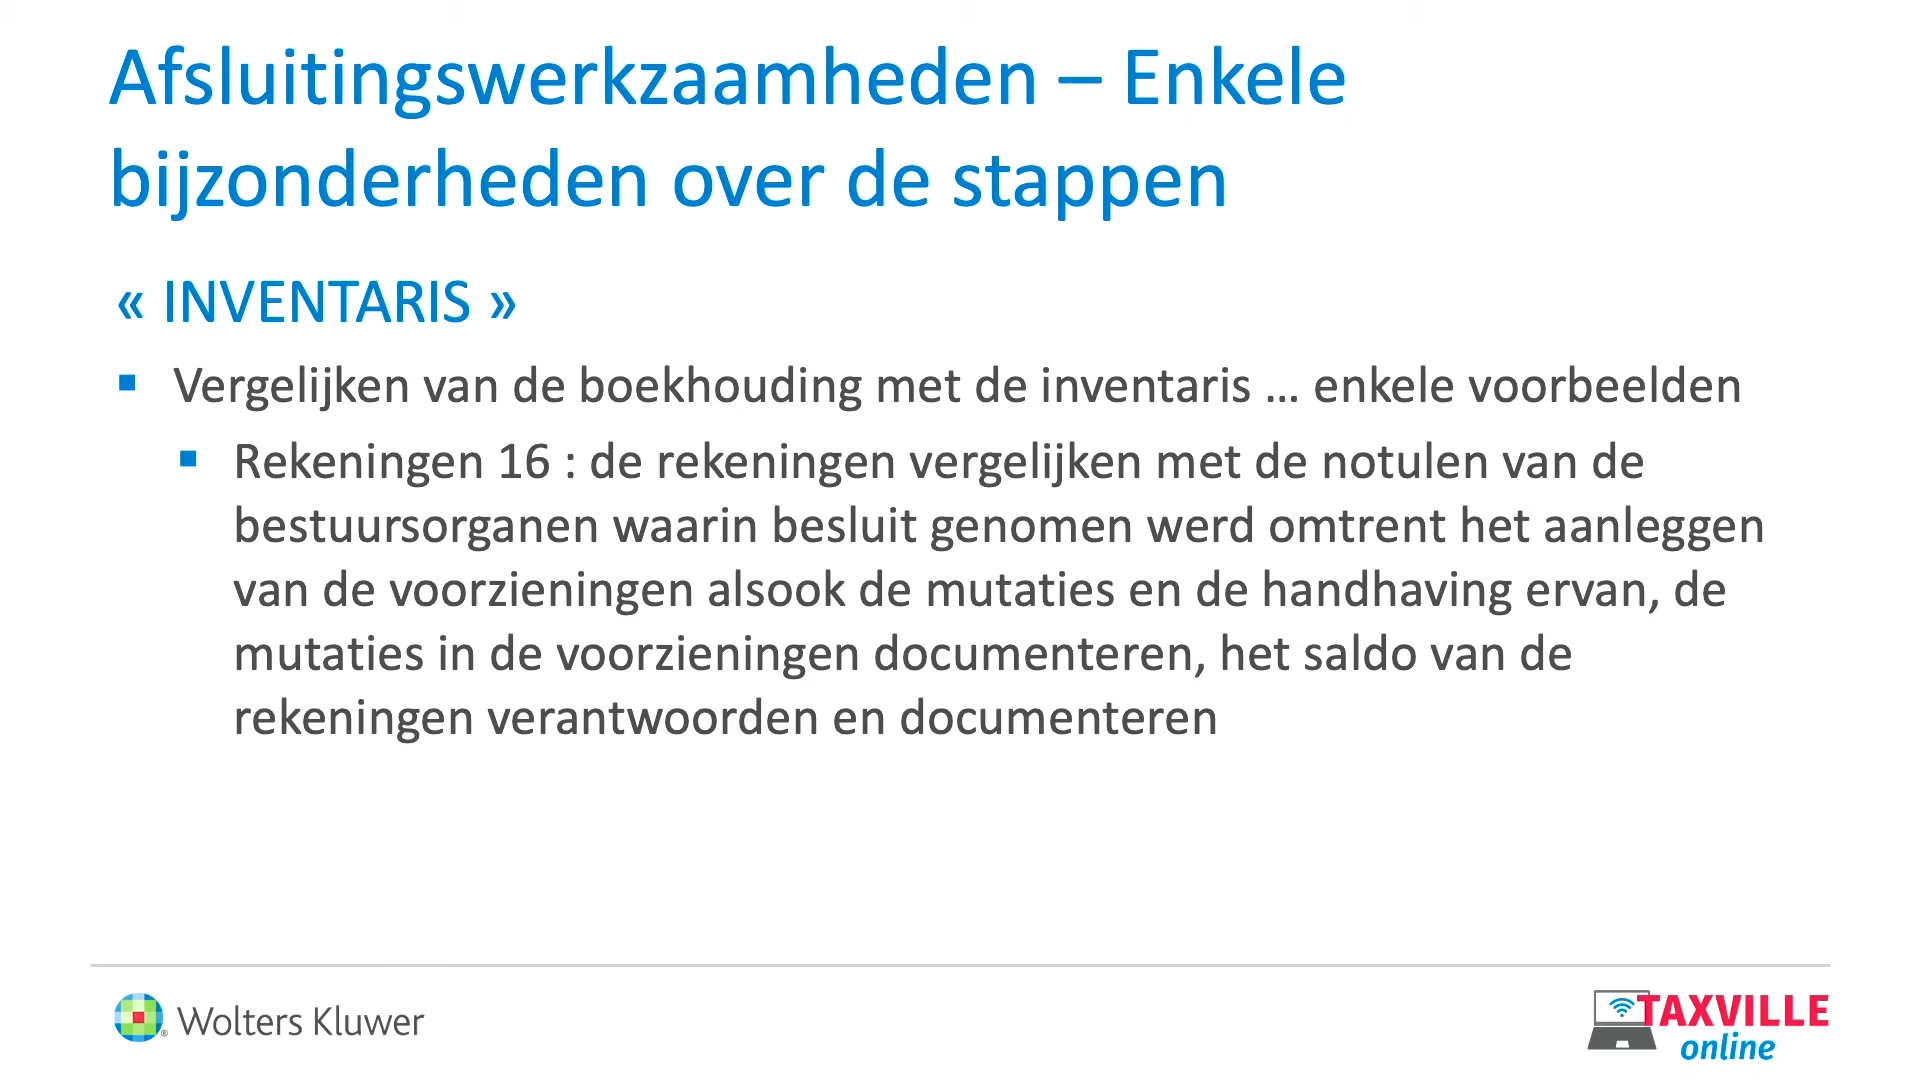 Afsluitingswerkzaamheden – Enkele
bijzonderheden over de stappen
« INVENTARIS »
▪ Vergelijken van de boekhouding met de inventaris … enkele voorbeelden
▪ Rekeningen 16 : de rekeningen vergelijken met de notulen van de
bestuursorganen waarin besluit genomen werd omtrent het aanleggen
van de voorzieningen alsook de mutaties en de handhaving ervan, de
mutaties in de voorzieningen documenteren, het saldo van de
rekeningen verantwoorden en documenteren
® Wolters Kluwer
TAXVILLE
online